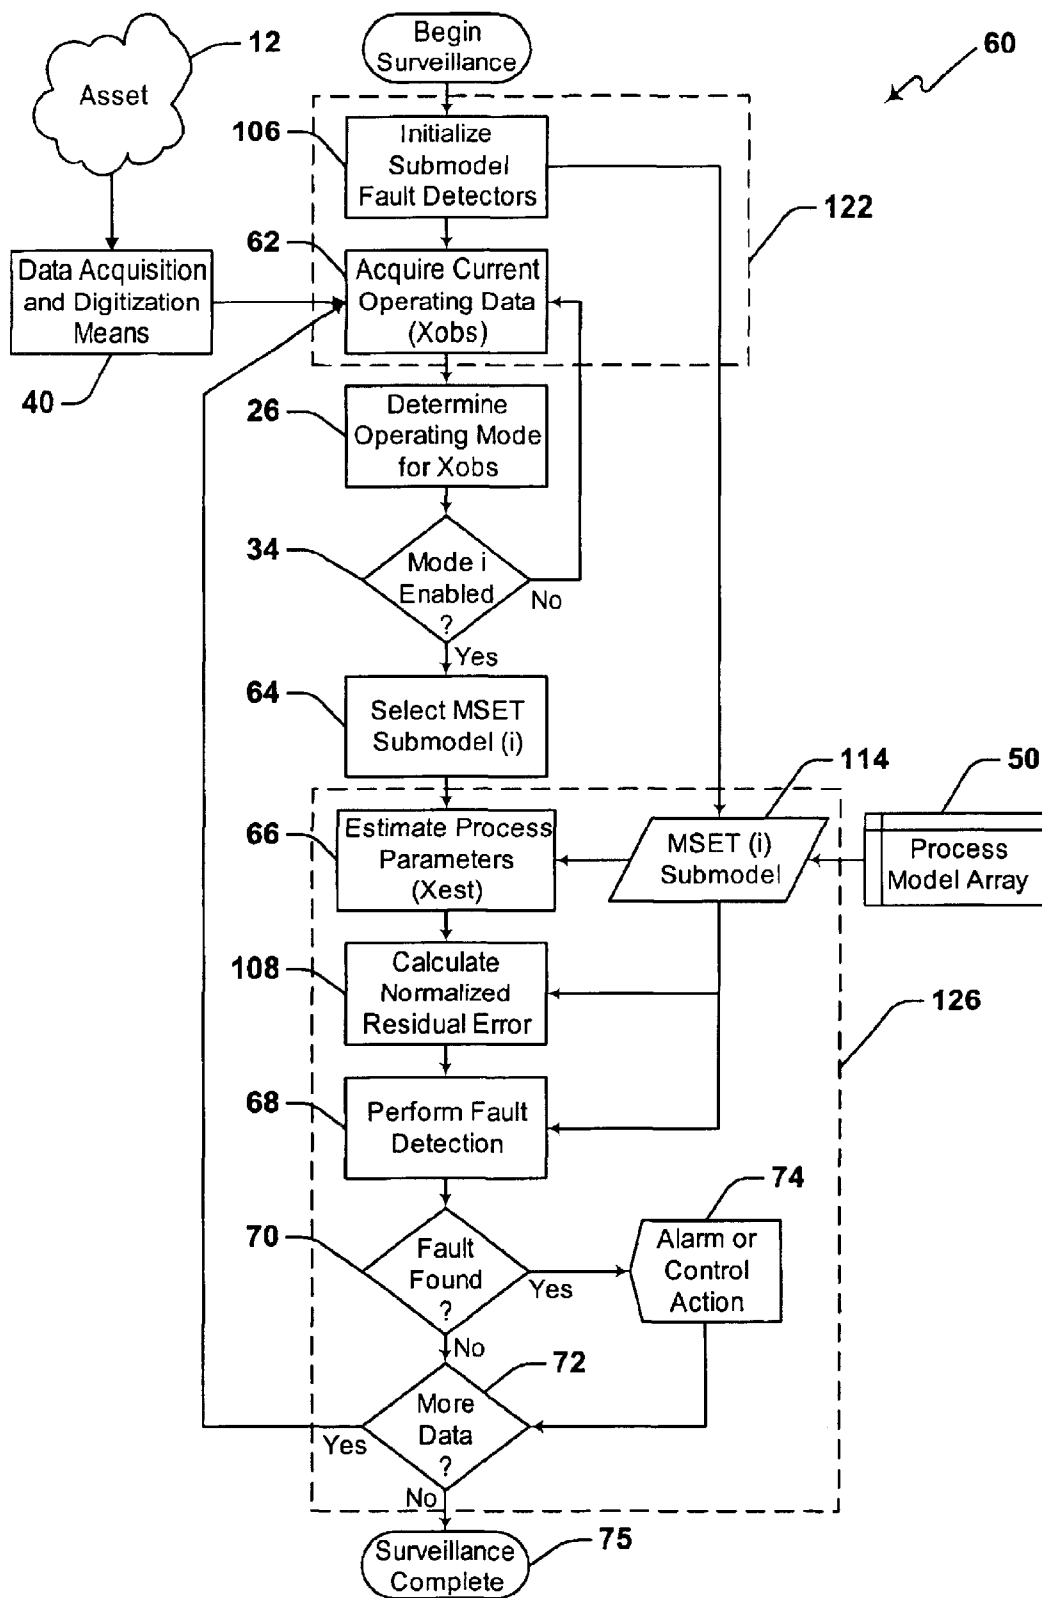 Begin
Surveillance
12
Asset
60
106
Initialize
Submodel
Fault Detectors
122
62
Data Acquisition
and Digitization
Means
Acquire Current
Operating Data
(Xobs)
40
26
Determine
Operating Mode
for Xobs
34
Mode i
Enabled
?
No
Yes
64
Select MSET
Submodel (i)
114
50
66
Estimate Process
Parameters
(Xest)
MSET (i)
Submodel
Process
Model Array
108
Calculate
Normalized
Residual Error
126
68
Perform Fault
Detection
74
70
Fault
Found
?
Yes
Alarm or
Control
Action
No
72
More
Data
?
Yes
No
75
Surveillance
Complete